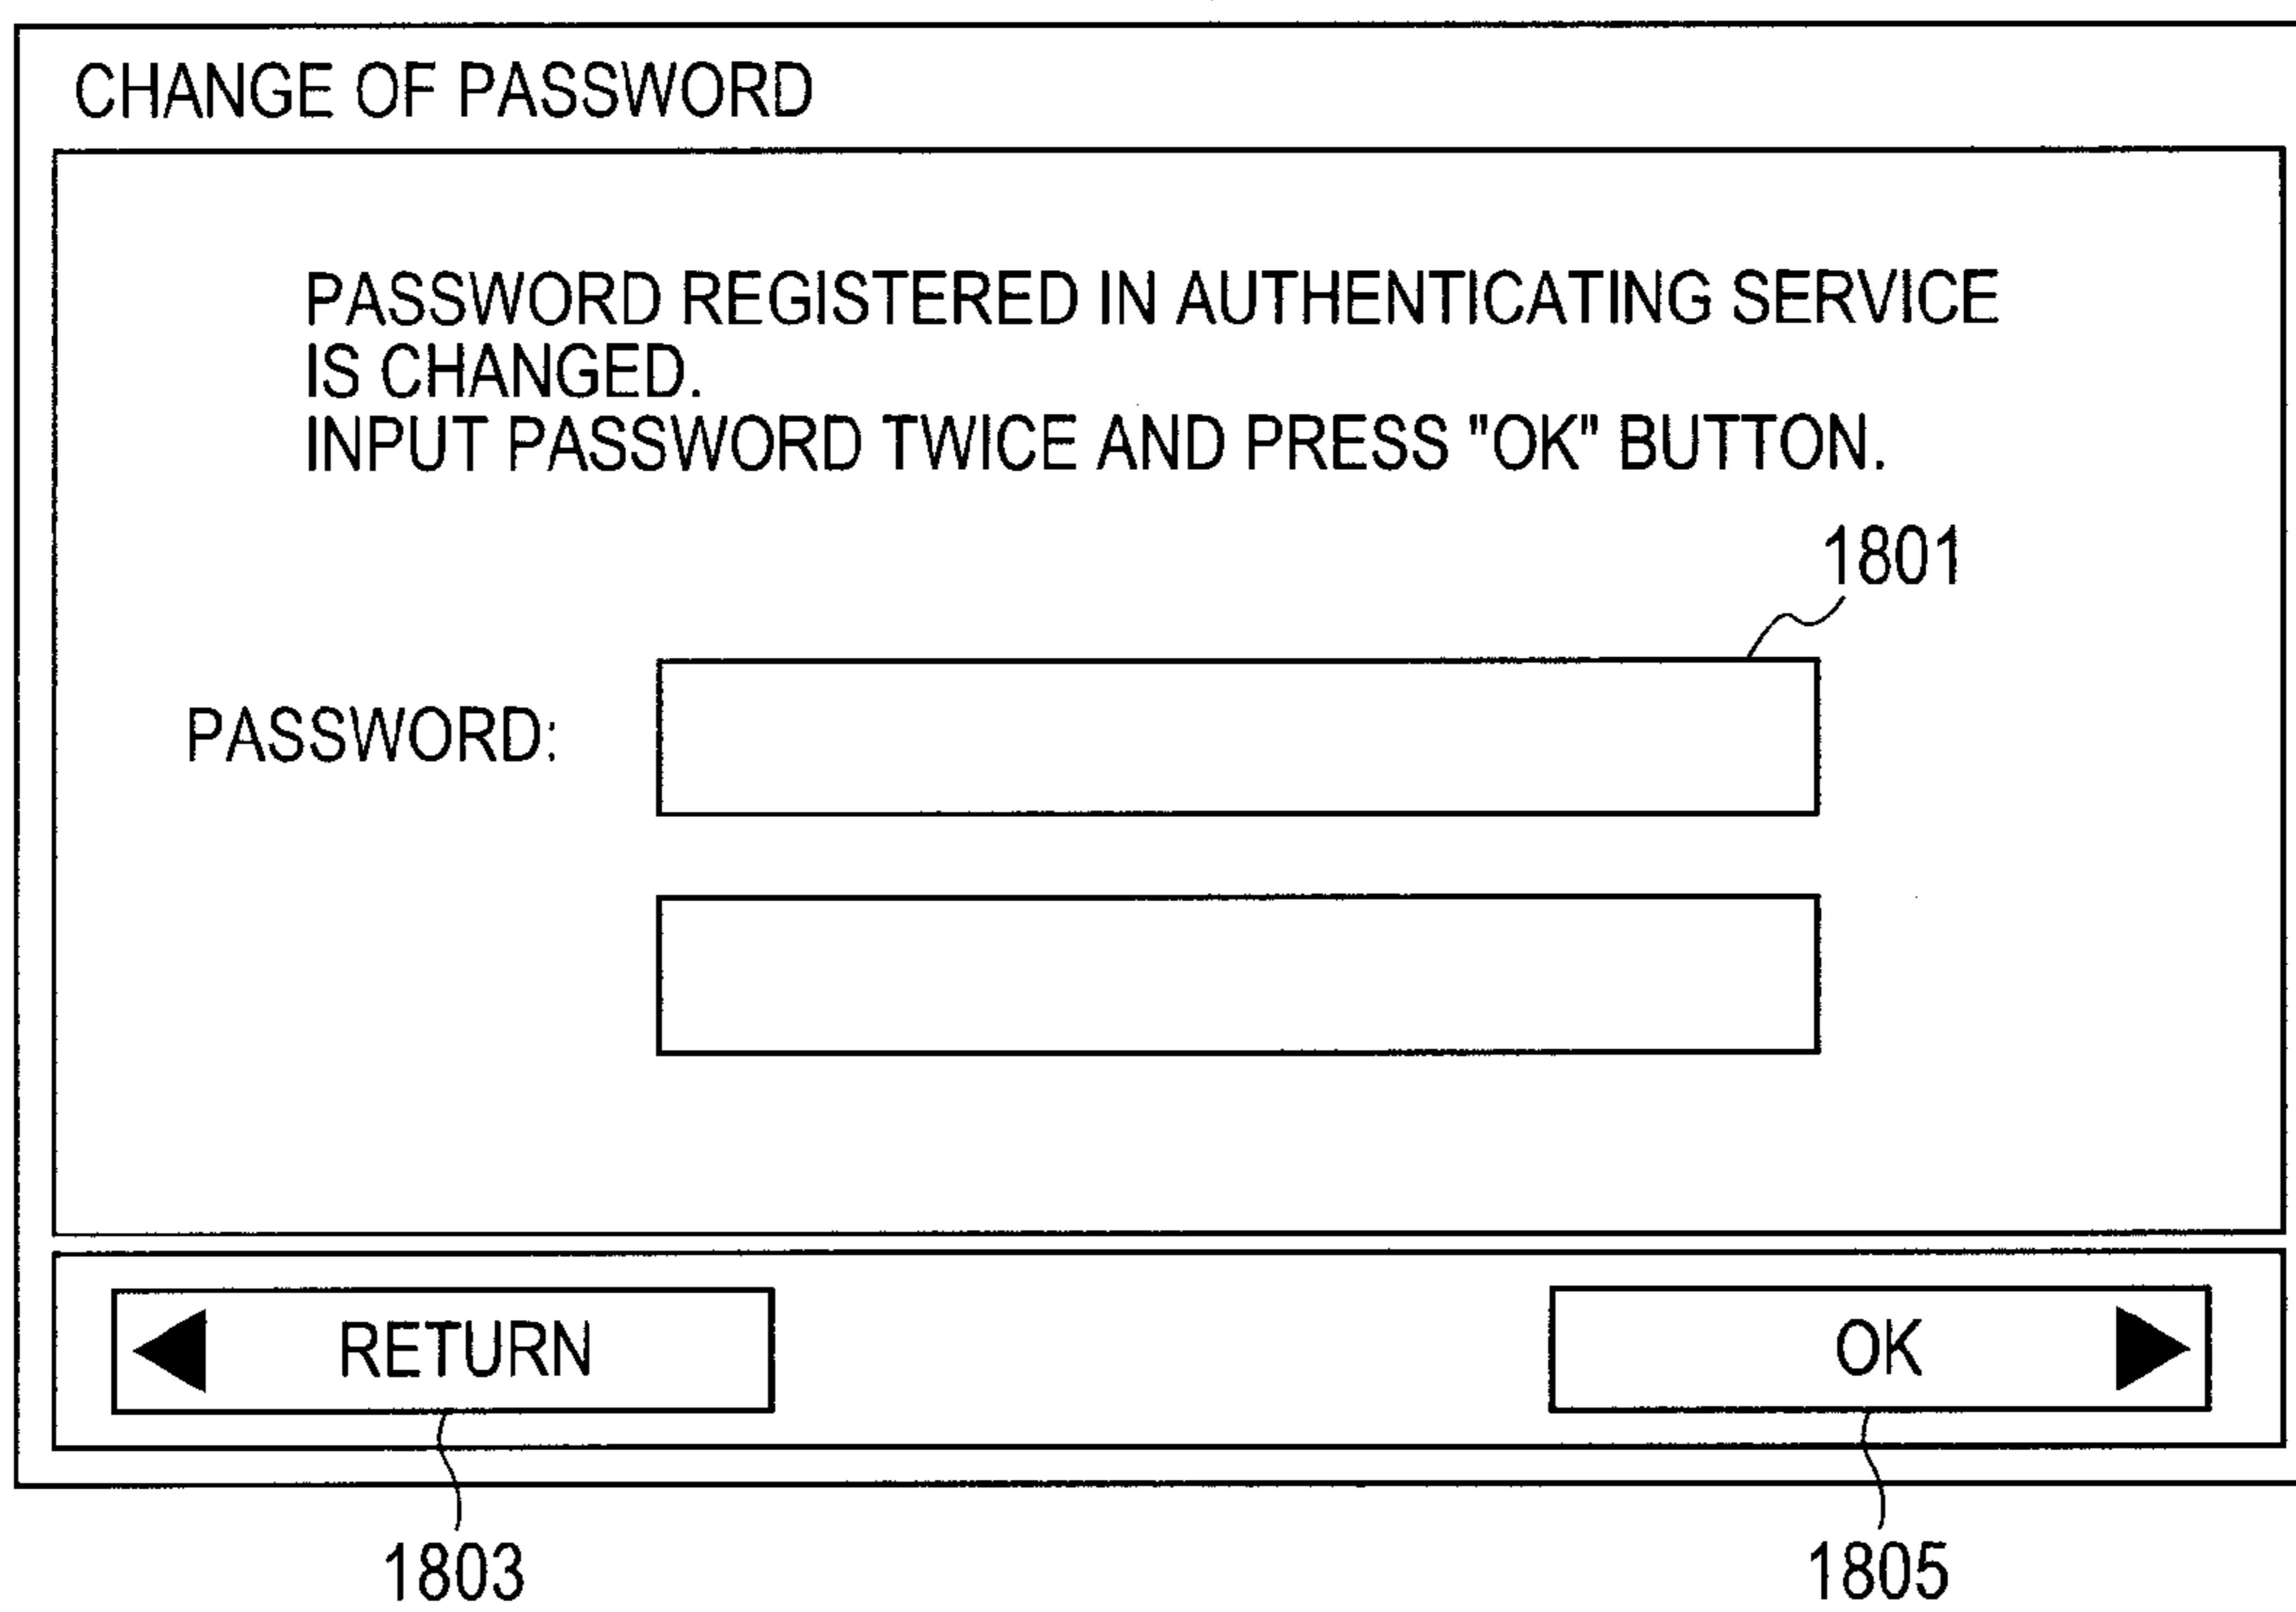 CHANGE OF PASSWORD
PASSWORD REGISTERED IN AUTHENTICATING SERVICE
IS CHANGED.
INPUT PASSWORD TWICE AND PRESS "OK" BUTTON.
1801
PASSWORD:
RETURN
OK
1803
1805